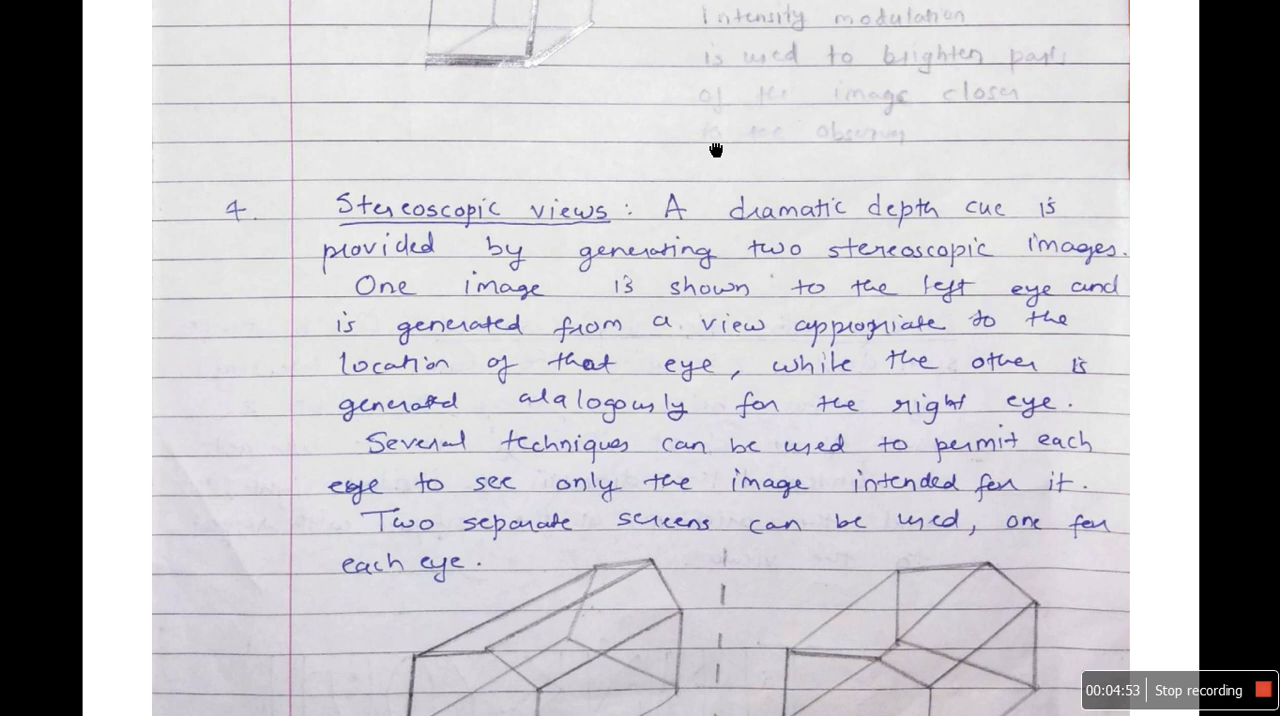 Intensity modulation
is used to brighten parts
of the image closer
to the observer
4. Stereoscopic views : A dramatic depth cue is
provided by generating two stereoscopic images.
One image is shown to the left eye and
is generated from a view appropriate to the
location of that eye, while the other is
generated alalogously for the right eye.
Several techniques can be used to permit each
eye to see only the image intended for it.
Two separate screens can be used, one for
each eye.
00:04:53 Stop recording